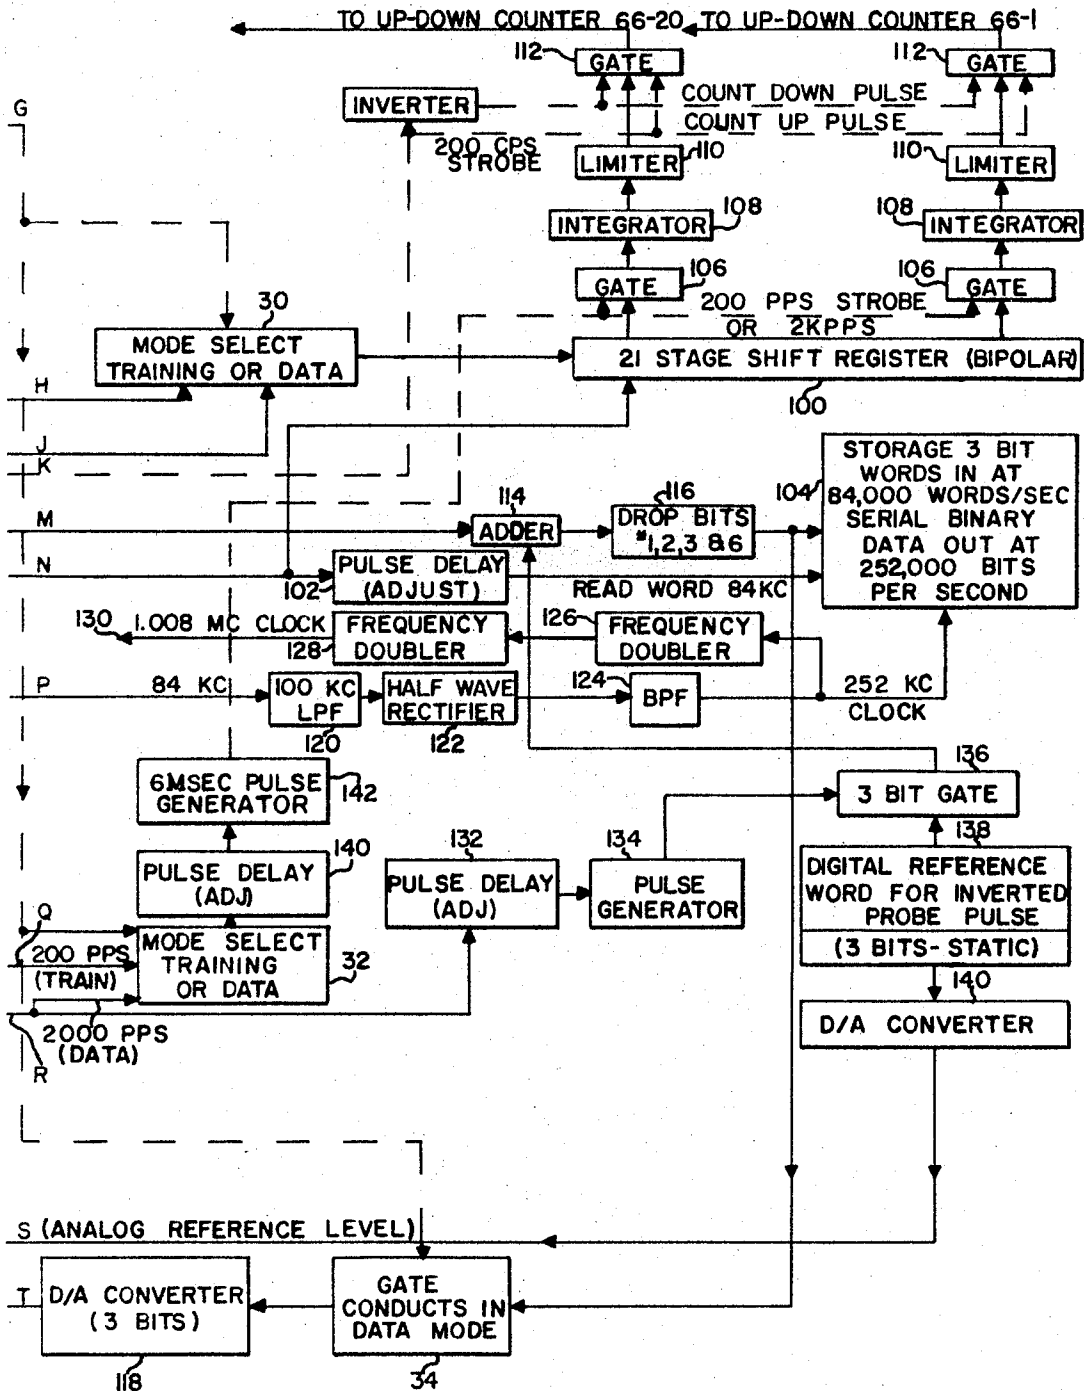 TO UP-DOWN COUNTER 66-20 TO UP-DOWN COUNTER 66-1
112
GATE
112
GATE
G
INVERTER
COUNT DOWN PULSE
COUNT UP PULSE
200 CPS
STROBE
LIMITER
110
110
LIMITER
INTEGRATOR
108
108
INTEGRATOR
106
106
GATE
GATE
200 PPS STROBE
OR 2KPPS
30
MODE SELECT
TRAINING OR DATA
21 STAGE SHIFT REGISTER (BIPOLAR)
100
H
J
K
STORAGE 3 BIT
WORDS IN AT
84,000 WORDS/SEC
SERIAL BINARY
DATA OUT AT
252,000 BITS
PER SECOND
104
M
114
ADDER
116
DROP BITS
#1,2,3 & 6
N
PULSE DELAY
(ADJUST)
102
READ WORD 84KC
130
1.008 MC CLOCK
FREQUENCY
DOUBLER
128
126
FREQUENCY
DOUBLER
P
84 KC
100 KC
LPF
120
HALF WAVE
RECTIFIER
122
124
BPF
252 KC
CLOCK
6MSEC PULSE
GENERATOR
142
136
3 BIT GATE
138
140
PULSE DELAY
(ADJ)
132
PULSE DELAY
(ADJ)
134
PULSE
GENERATOR
DIGITAL REFERENCE
WORD FOR INVERTED
PROBE PULSE
(3 BITS-STATIC)
Q
200 PPS
(TRAIN)
MODE SELECT
TRAINING
OR DATA
32
140
D/A CONVERTER
2000 PPS
(DATA)
R
S (ANALOG REFERENCE LEVEL)
T
D/A CONVERTER
(3 BITS)
118
GATE
CONDUCTS IN
DATA MODE
34